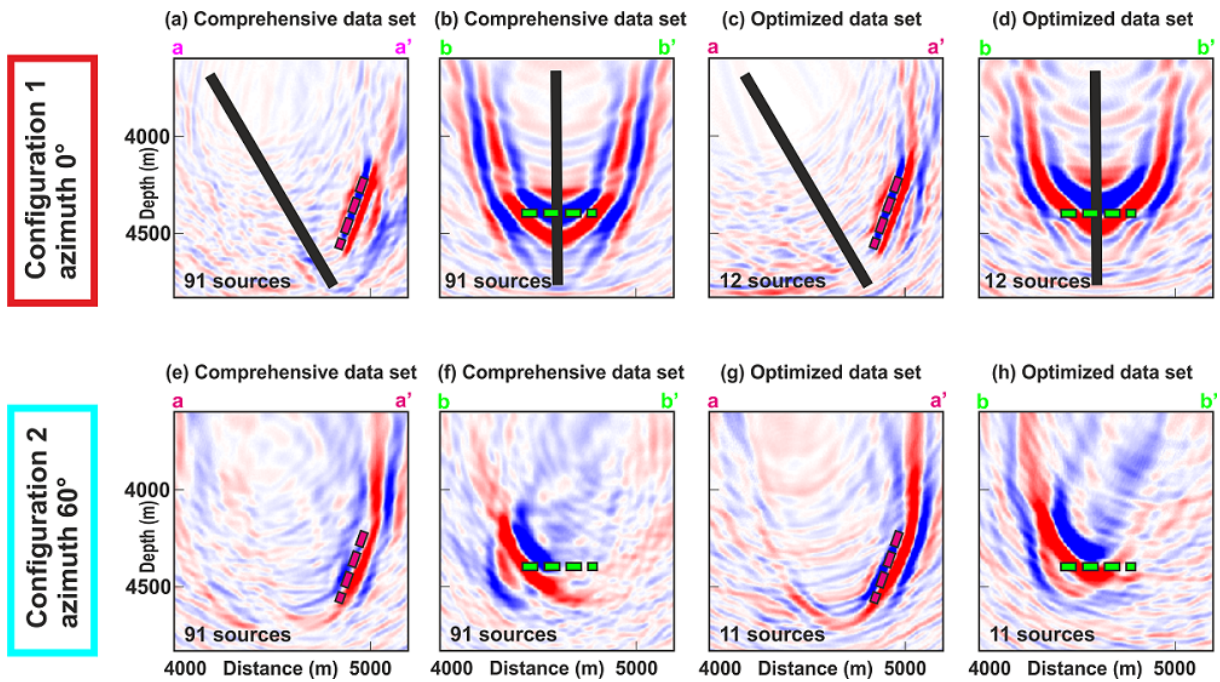 (a) Comprehensive data set
(b) Comprehensive data set
(c) Optimized data set
(d) Optimized data set
a a'
b b'
a a'
b b'
Configuration 1
azimuth 0°
4000
4500
Depth (m)
91 sources
91 sources
12 sources
12 sources
(e) Comprehensive data set
(f) Comprehensive data set
(g) Optimized data set
(h) Optimized data set
a a'
b b'
a a'
b b'
Configuration 2
azimuth 60°
4000
4500
Depth (m)
91 sources
91 sources
11 sources
11 sources
4000 Distance (m) 5000
4000 Distance (m) 5000
4000 Distance (m) 5000
4000 Distance (m) 5000